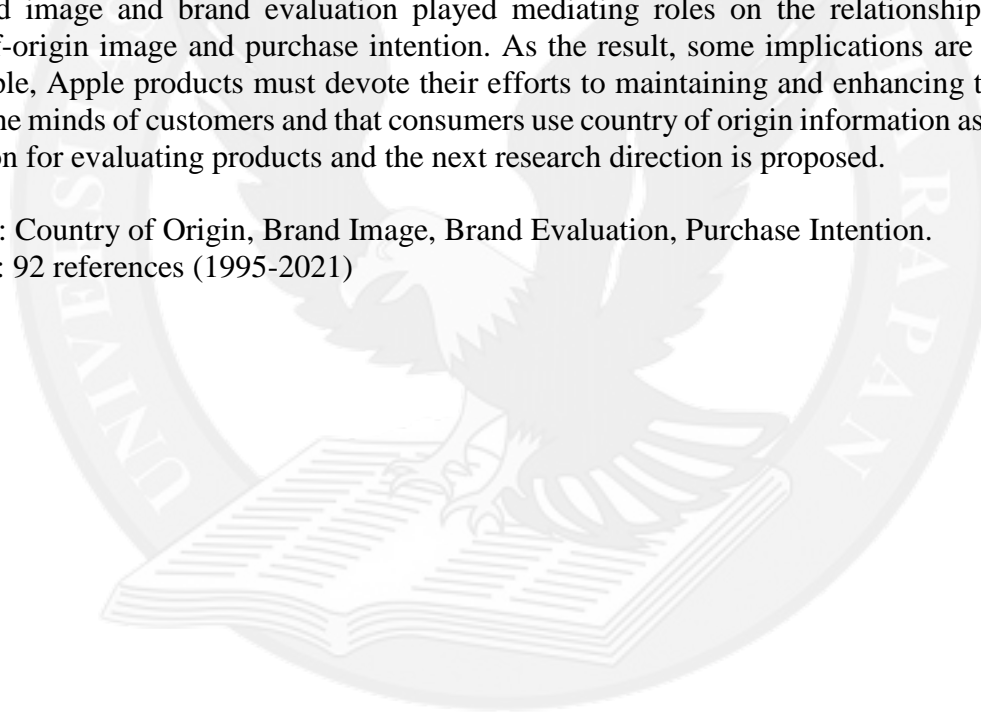 image and brand evaluation played mediating roles on the relationship
f-origin image and purchase intention. As the result, some implications are
ple, Apple products must devote their efforts to maintaining and enhancing t
he minds of customers and that consumers use country of origin information as
on for evaluating products and the next research direction is proposed.
: Country of Origin, Brand Image, Brand Evaluation, Purchase Intention.
: 92 references (1995-2021)
UNIVERSI
HARAPAN